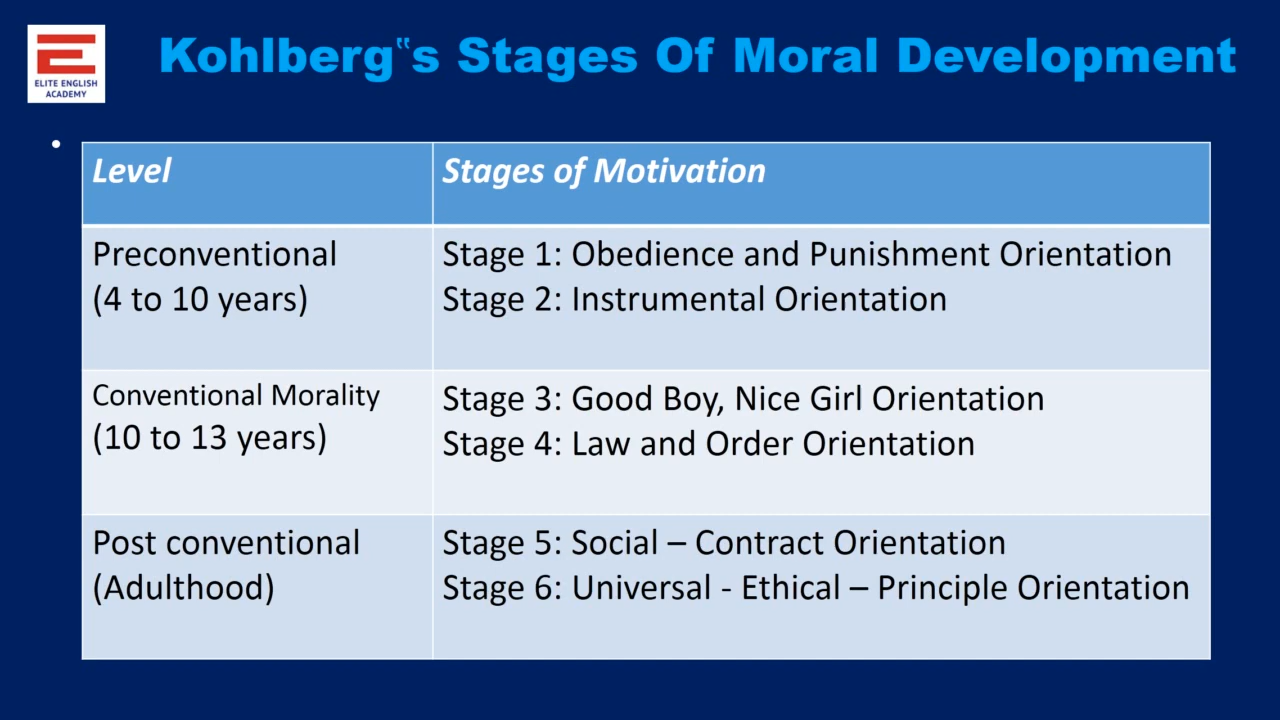 ELITE ENGLISH
ACADEMY
Kohlberg‟s Stages Of Moral Development
•
Level
Stages of Motivation
Preconventional
(4 to 10 years)
Stage 1: Obedience and Punishment Orientation
Stage 2: Instrumental Orientation
Conventional Morality
(10 to 13 years)
Stage 3: Good Boy, Nice Girl Orientation
Stage 4: Law and Order Orientation
Post conventional
(Adulthood)
Stage 5: Social – Contract Orientation
Stage 6: Universal - Ethical – Principle Orientation